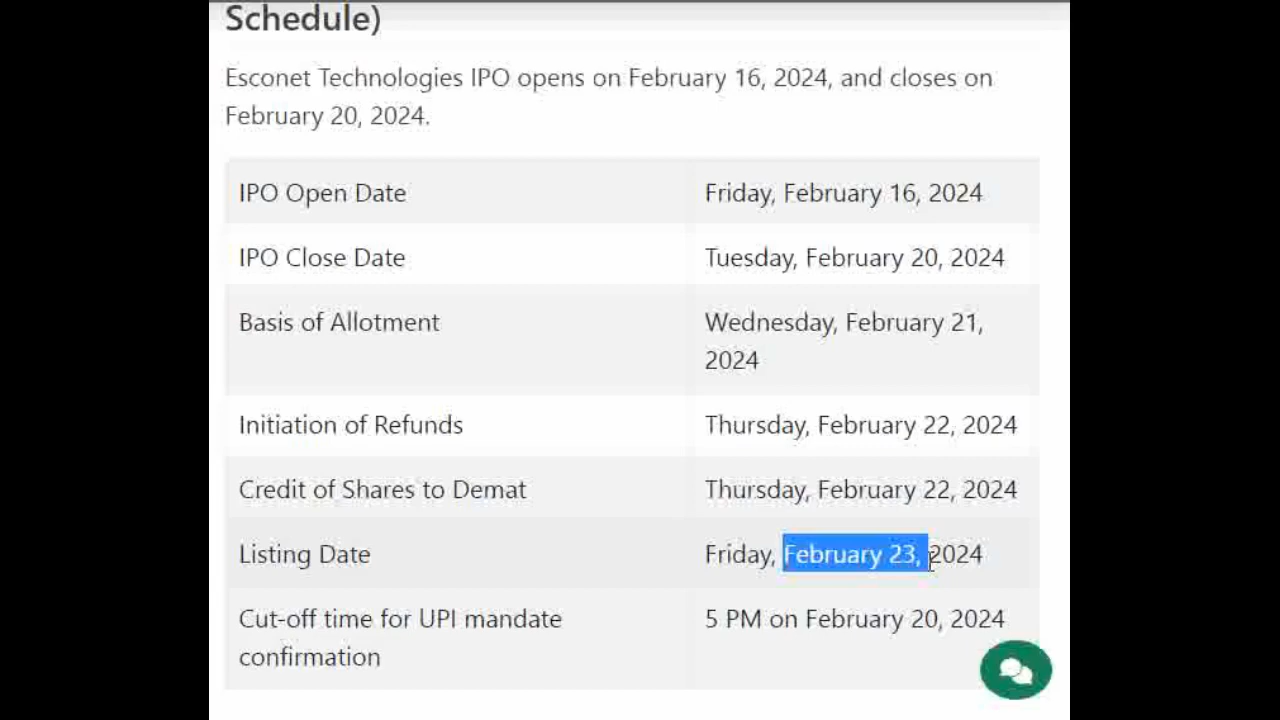 Schedule)
Esconet Technologies IPO opens on February 16, 2024, and closes on
February 20, 2024.
IPO Open Date Friday, February 16, 2024
IPO Close Date Tuesday, February 20, 2024
Basis of Allotment Wednesday, February 21,
2024
Initiation of Refunds Thursday, February 22, 2024
Credit of Shares to Demat Thursday, February 22, 2024
Listing Date Friday, February 23, 2024
Cut-off time for UPI mandate 5 PM on February 20, 2024
confirmation